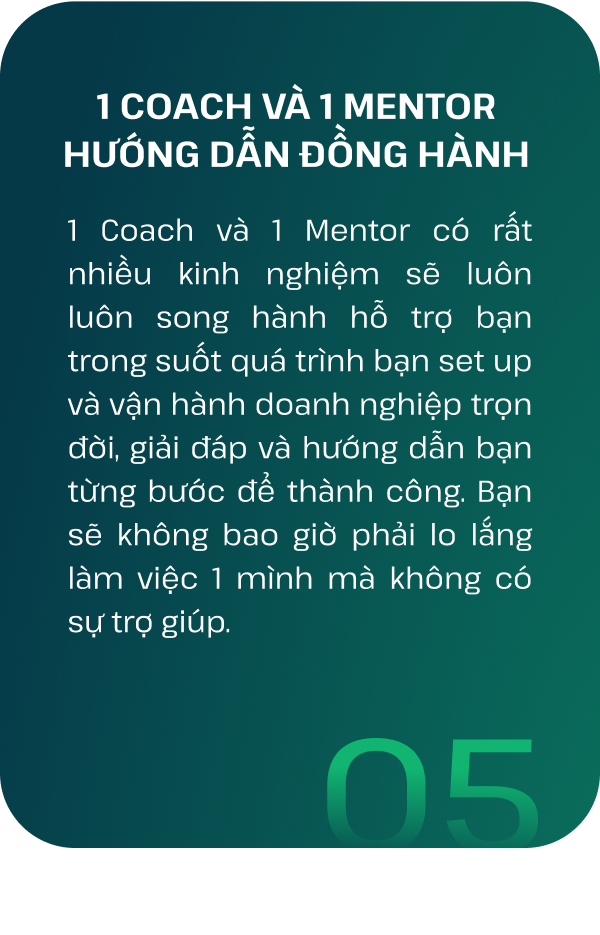 1 COACH VÀ 1 MENTOR
HƯỚNG DẪN ĐỒNG HÀNH
1 Coach và 1 Mentor có rất
nhiều kinh nghiệm sẽ luôn
luôn song hành hỗ trợ bạn
trong suốt quá trình bạn set up
và vận hành doanh nghiệp trọn
đời, giải đáp và hướng dẫn bạn
từng bước để thành công. Bạn
sẽ không bao giờ phải lo lắng
làm việc 1 mình mà không có
sự trợ giúp.
05